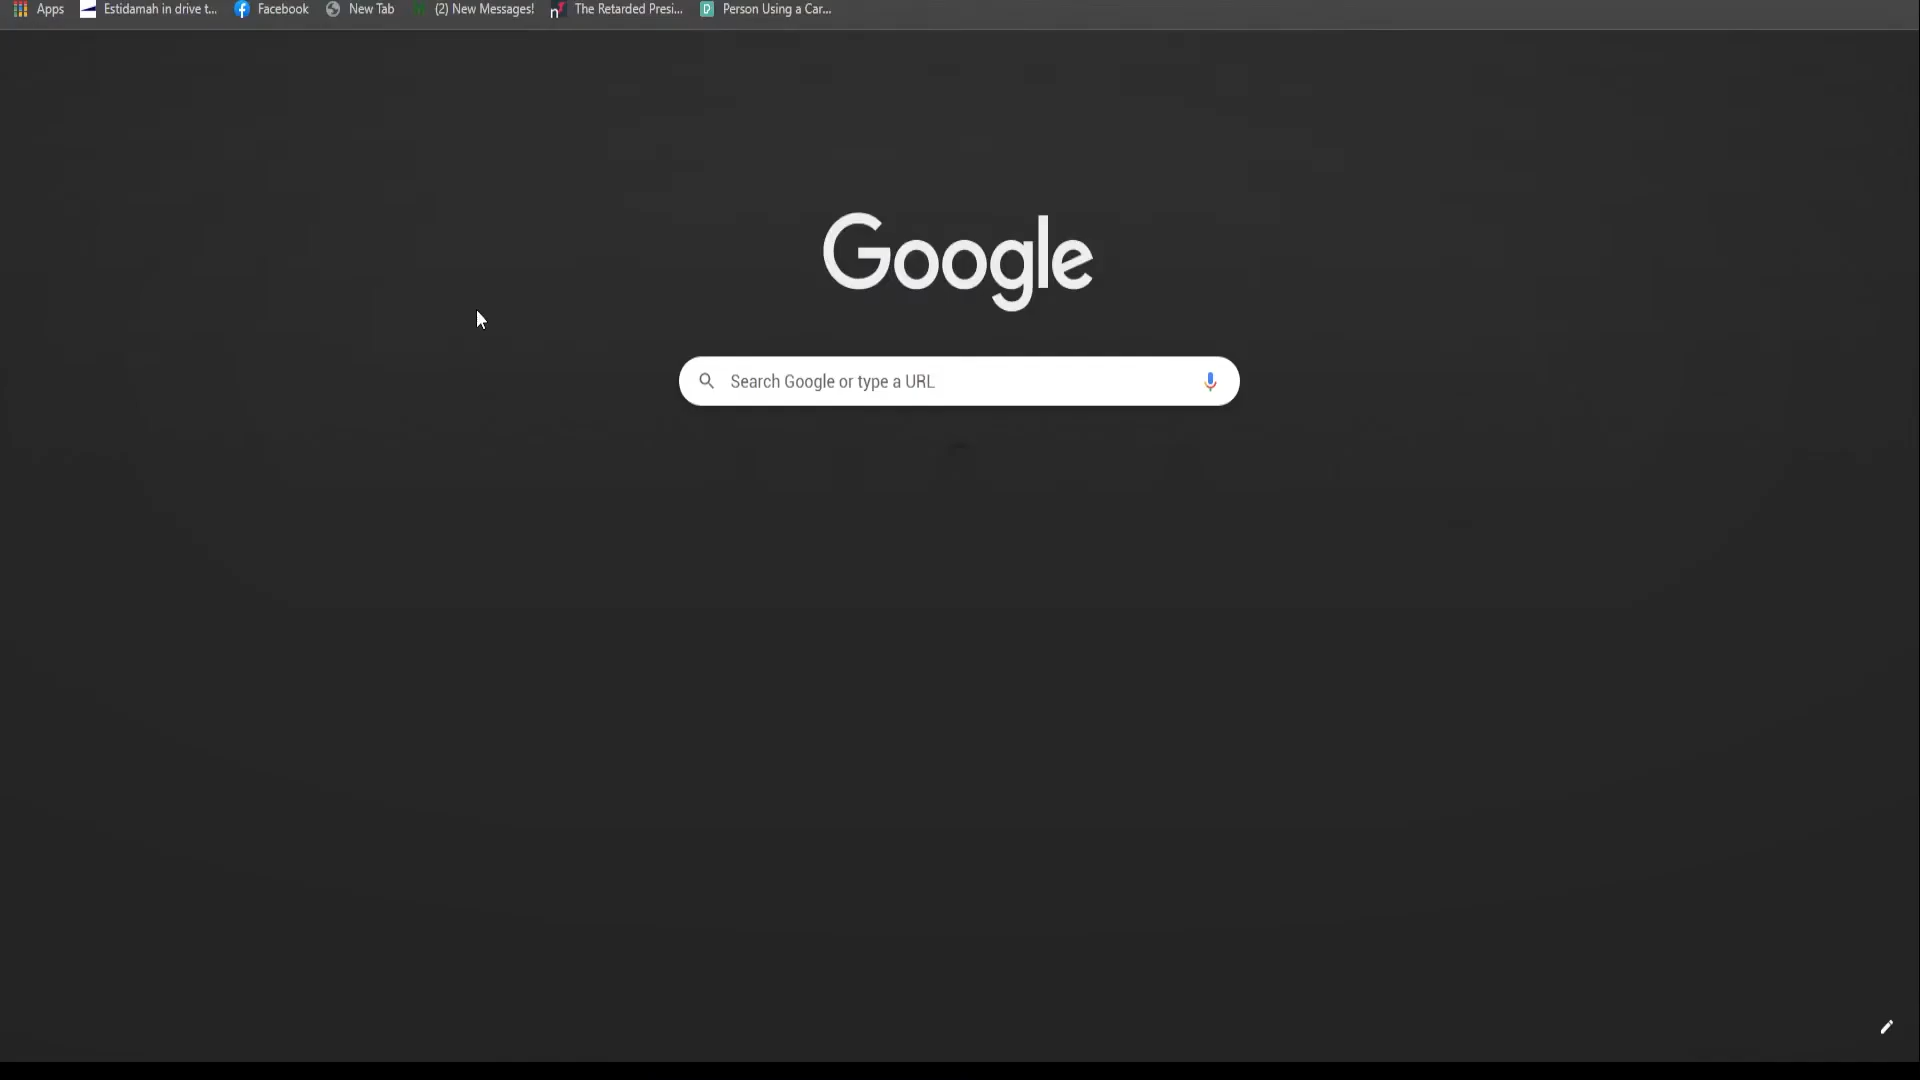 Apps Estidamah in drive t... Facebook New Tab (2) New Messages! The Retarded Presi... Person Using a Car...
Google
Search Google or type a URL